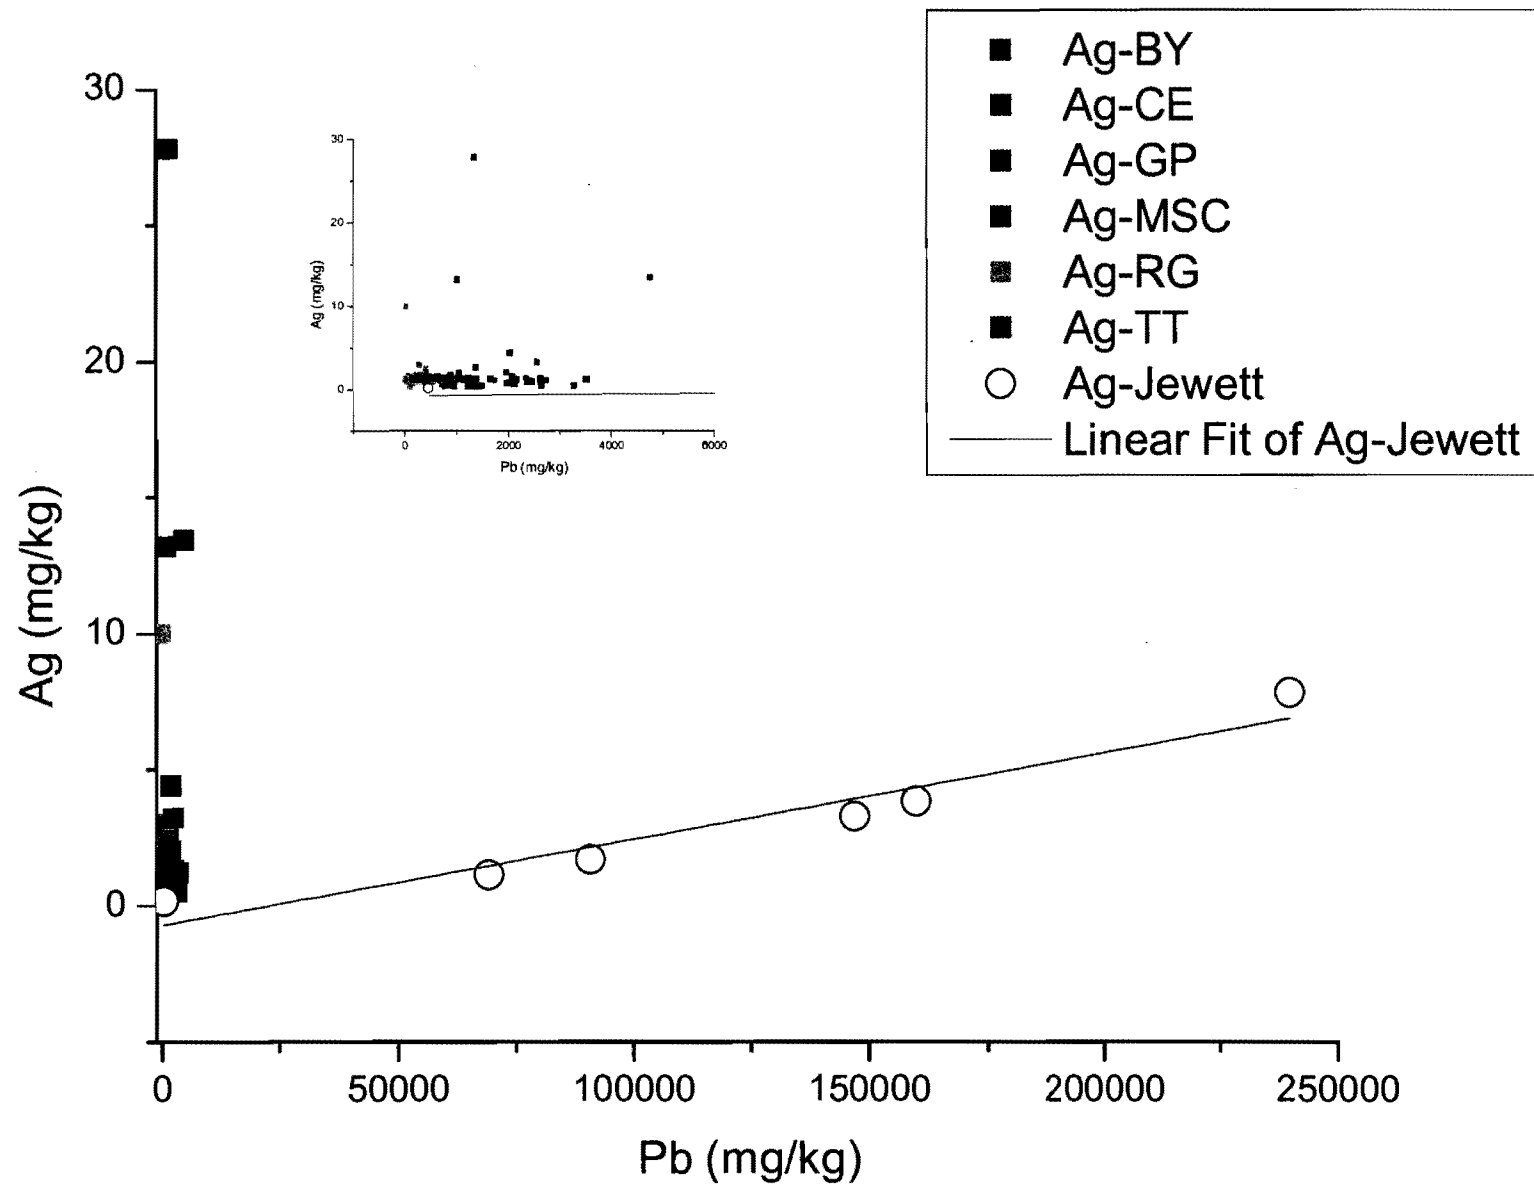 Ag-BY
Ag-CE
Ag-GP
Ag-MSC
Ag-RG
Ag-TT
Ag-Jewett
Linear Fit of Ag-Jewett
30
20
10
0
Ag (mg/kg)
0
50000
100000
150000
200000
250000
Pb (mg/kg)
30
20
10
0
Ag (mg/kg)
0
2000
4000
6000
Pb (mg/kg)